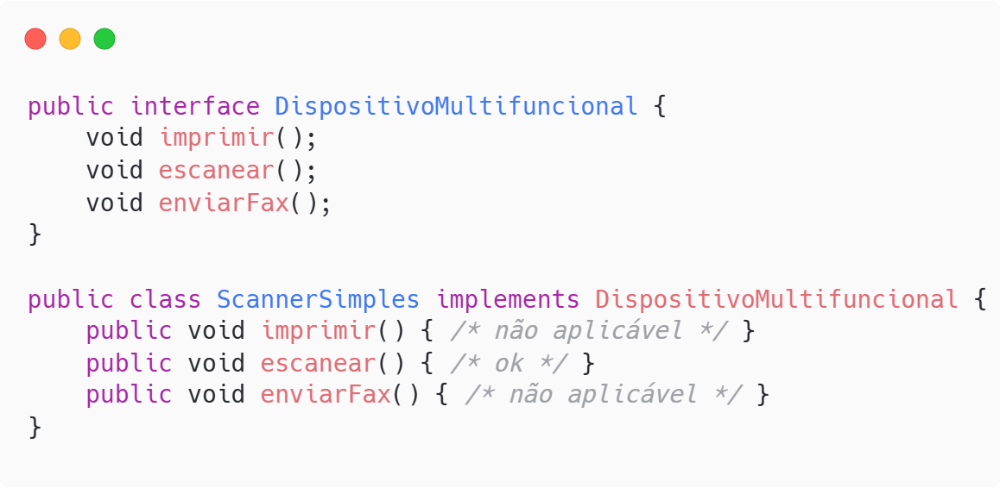 public interface DispositivoMultifuncional {
    void imprimir();
    void escanear();
    void enviarFax();
}

public class ScannerSimples implements DispositivoMultifuncional {
    public void imprimir() { /* não aplicável */ }
    public void escanear() { /* ok */ }
    public void enviarFax() { /* não aplicável */ }
}